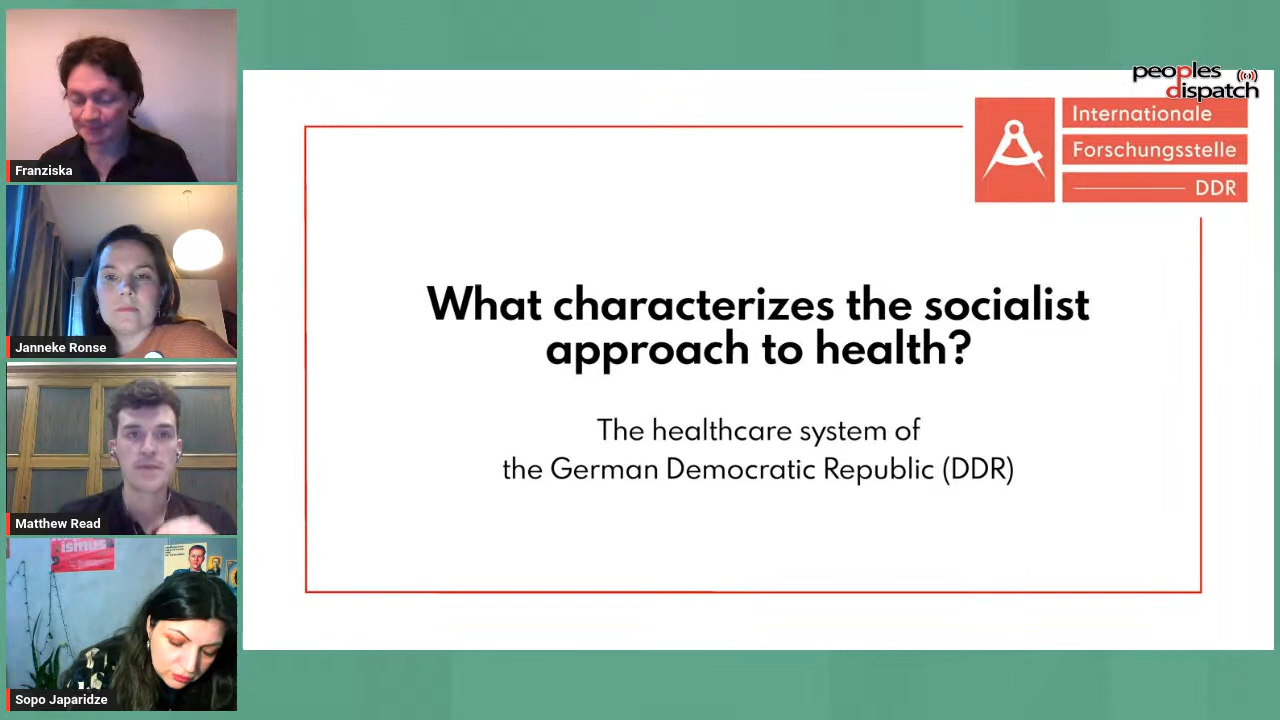 Franziska
Janneke Ronse
Matthew Read
ismus
Sopo Japaridze
peoples
dispatch
Internationale
Forschungsstelle
DDR
What characterizes the socialist
approach to health?
The healthcare system of
the German Democratic Republic (DDR)